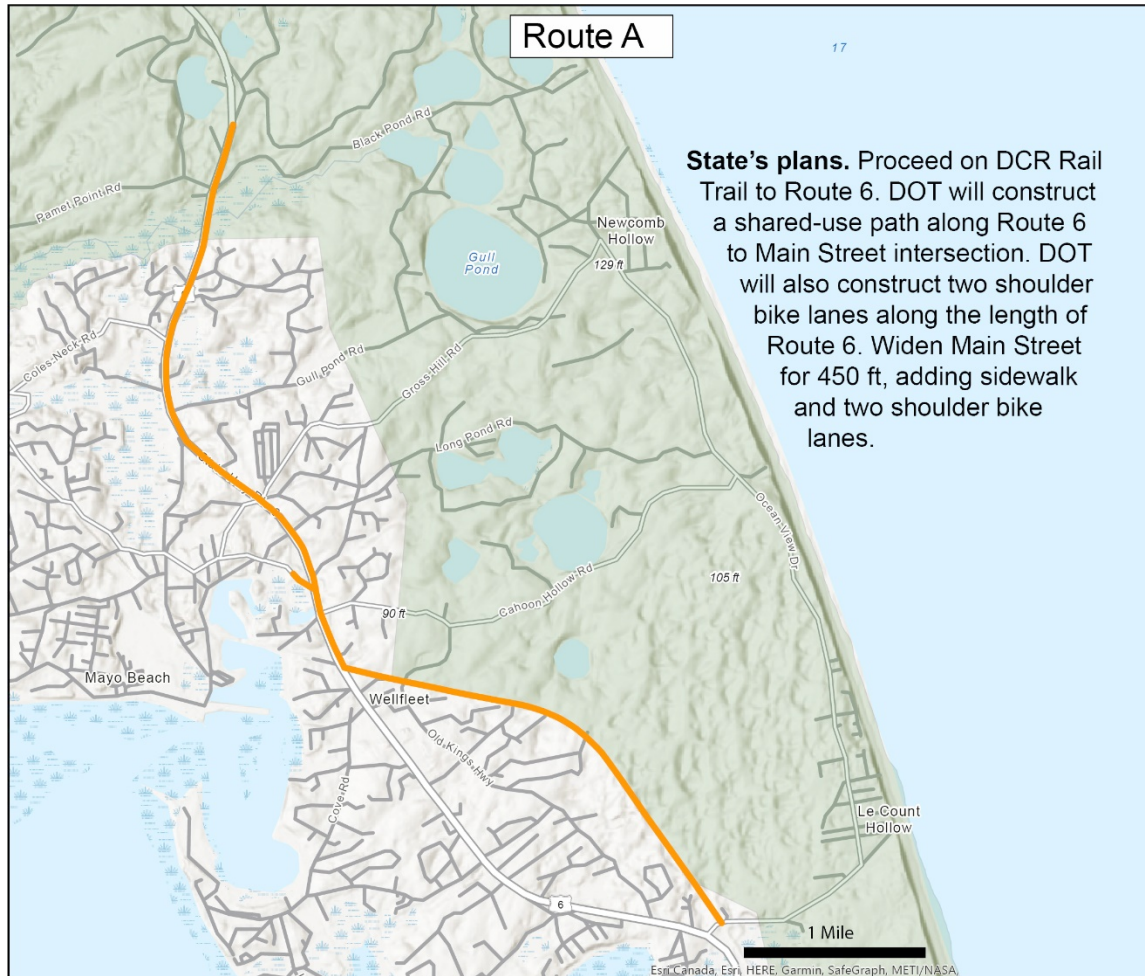 Route A
17
State's plans. Proceed on DCR Rail
Trail to Route 6. DOT will construct
a shared-use path along Route 6
to Main Street intersection. DOT
will also construct two shoulder
bike lanes along the length of
Route 6. Widen Main Street
for 450 ft, adding sidewalk
and two shoulder bike
lanes.
Black Pond Rd
Pamet Point Rd
Newcomb
Hollow
Gull
Pond
129 ft
Coles-Neck-Rd
Gull Pond Rd
Gross-Hill-Rd
Long Pond Rd
Ocean-View-Dr
105 ft
Cahoon-Hollow-Rd
90 ft
Mayo Beach
Wellfleet
Old-Kings-Hwy
Cove-Rd
Le Count
Hollow
6
1 Mile
Esri Canada, Esri, HERE, Garmin, SafeGraph, METI/NASA,